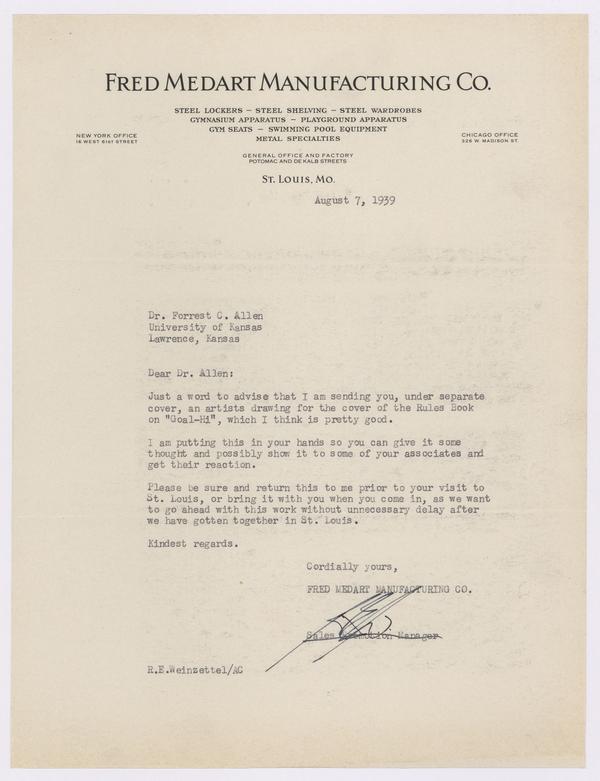 FRED MEDART MANUFACTURING CO.
STEEL LOCKERS – STEEL SHELVING – STEEL WARDROBES
GYMNASIUM APPARATUS – PLAYGROUND APPARATUS
GYM SEATS – SWIMMING POOL EQUIPMENT
METAL SPECIALTIES
NEW YORK OFFICE
16 WEST 61ST STREET
CHICAGO OFFICE
326 W. MADISON ST.
GENERAL OFFICE AND FACTORY
POTOMAC AND DE KALB STREETS
ST. LOUIS, MO.
August 7, 1939
Dr. Forrest C. Allen
University of Kansas
Lawrence, Kansas
Dear Dr. Allen:
Just a word to advise that I am sending you, under separate
cover, an artists drawing for the cover of the Rules Book
on "Goal-Hi", which I think is pretty good.
I am putting this in your hands so you can give it some
thought and possibly show it to some of your associates and
get their reaction.
Please be sure and return this to me prior to your visit to
St. Louis, or bring it with you when you come in, as we want
to go ahead with this work without unnecessary delay after
we have gotten together in St. Louis.
Kindest regards.
Cordially yours,
FRED MEDART MANUFACTURING CO.
Sales Promotion Manager
R.E.Weinzettel/AG